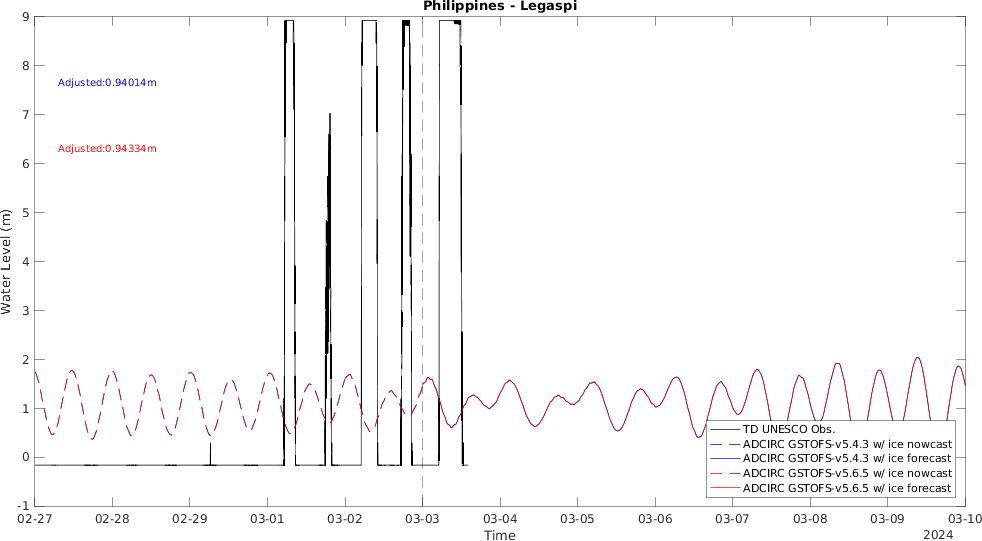 Philippines - Legaspi
9
8
7
6
5
4
3
2
1
0
-1
Water Level (m)
Adjusted:0.94014m
Adjusted:0.94334m
TD UNESCO Obs.
ADCIRC GSTOFS-v5.4.3 w/ ice nowcast
ADCIRC GSTOFS-v5.4.3 w/ ice forecast
ADCIRC GSTOFS-v5.6.5 w/ ice nowcast
ADCIRC GSTOFS-v5.6.5 w/ ice forecast
02-27 02-28 02-29 03-01 03-02 03-03 03-04 03-05 03-06 03-07 03-08 03-09 03-10
Time
2024